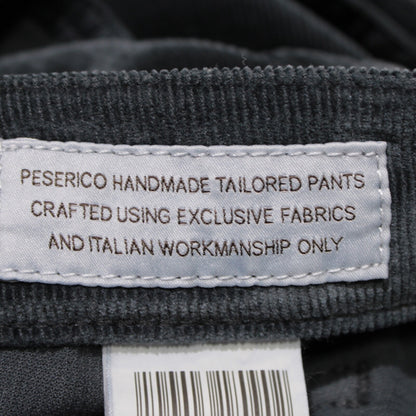 PESERICO HANDMADE TAILORED PANTS
CRAFTED USING EXCLUSIVE FABRICS
AND ITALIAN WORKMANSHIP ONLY